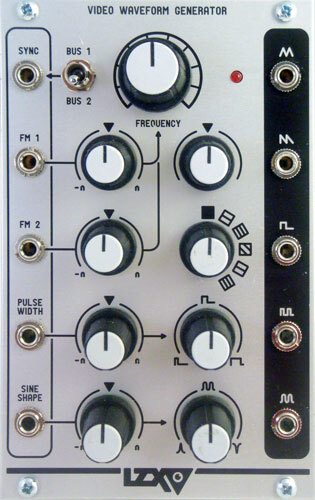 VIDEO WAVEFORM GENERATOR
SYNC
BUS 1
BUS 2
FREQUENCY
FM 1
-n
n
FM 2
-n
n
PULSE
WIDTH
-n
n
SINE
SHAPE
-n
n
LZX